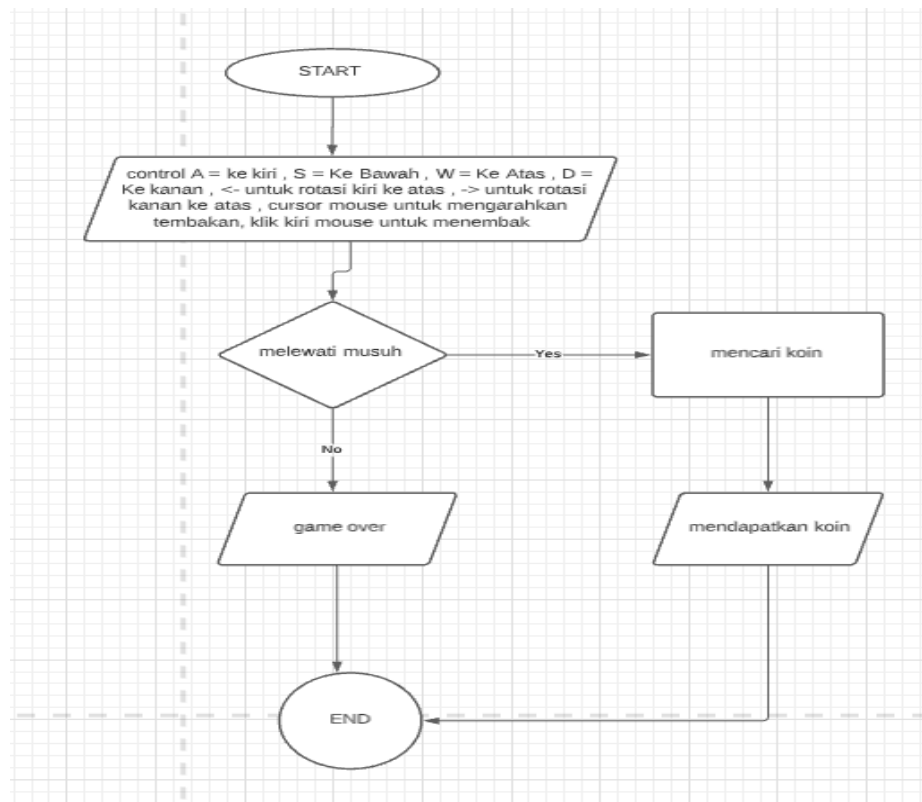 START
control A = ke kiri , S = Ke Bawah , W = Ke Atas , D =
Ke kanan , <- untuk rotasi kiri ke atas , -> untuk rotasi
kanan ke atas , cursor mouse untuk mengarahkan
tembakan, klik kiri mouse untuk menembak
melewati musuh
Yes
mencari koin
No
game over
mendapatkan koin
END